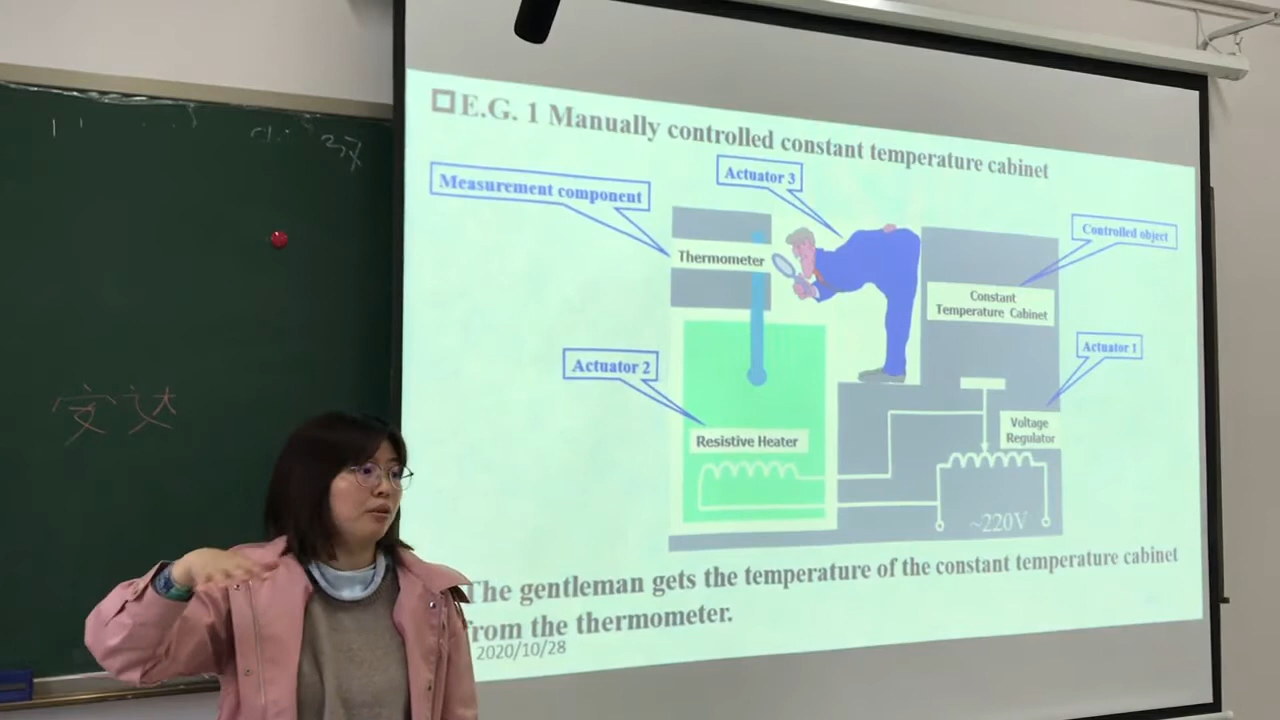 E.G. 1 Manually controlled constant temperature cabinet
Measurement component
Actuator 3
Controlled object
Thermometer
Constant
Temperature Cabinet
Actuator 2
Actuator 1
Voltage
Regulator
Resistive Heater
~220V
The gentleman gets the temperature of the constant temperature cabinet
from the thermometer.
2020/10/28
安达
37